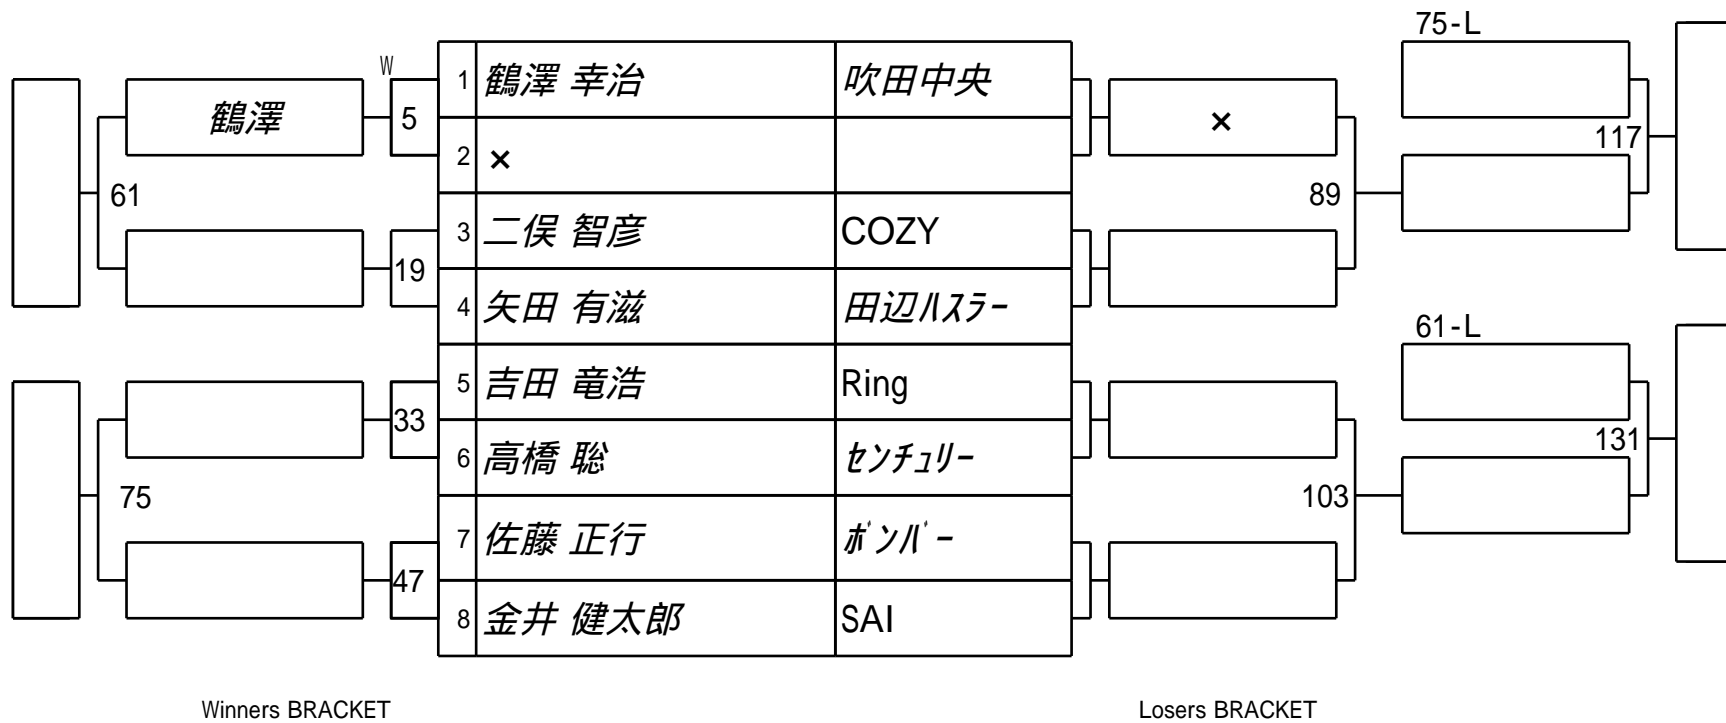 75-L
W
1 鶴澤 幸治 吹田中央
鶴澤 5 ×
117
2 ×
61 89
3 二俣 智彦 COZY
19
4 矢田 有滋 田辺ﾊｽﾗｰ
61-L
5 吉田 竜浩 Ring
33
131
6 高橋 聡 ｾﾝﾁｭﾘｰ
75 103
7 佐藤 正行 ﾎﾞﾝﾊﾞｰ
47
8 金井 健太郎 SAI
Winners BRACKET Losers BRACKET